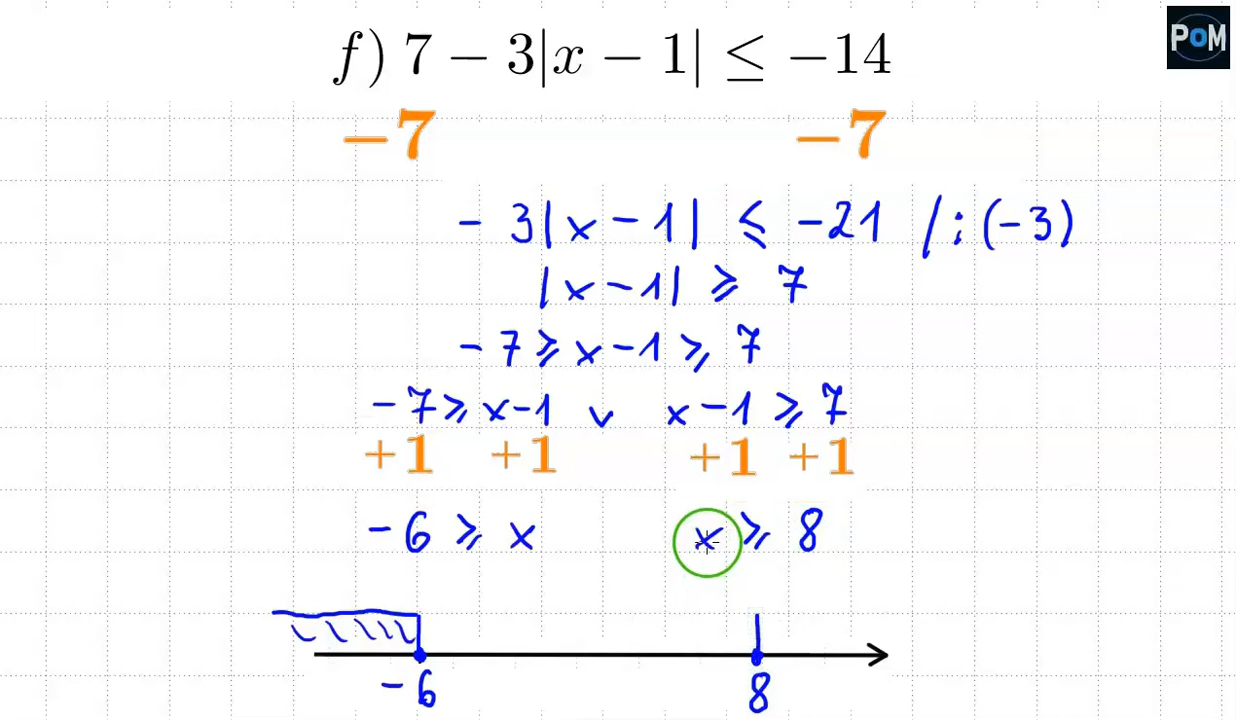 PoM
f) 7 − 3|x − 1| ≤ −14
−7 −7
- 3|x - 1| ≤ -21 /:(-3)
|x - 1| ≥ 7
-7 ≥ x - 1 ≥ 7
-7 ≥ x - 1 v x - 1 ≥ 7
+1 +1 +1 +1
-6 ≥ x x ≥ 8
-6 8